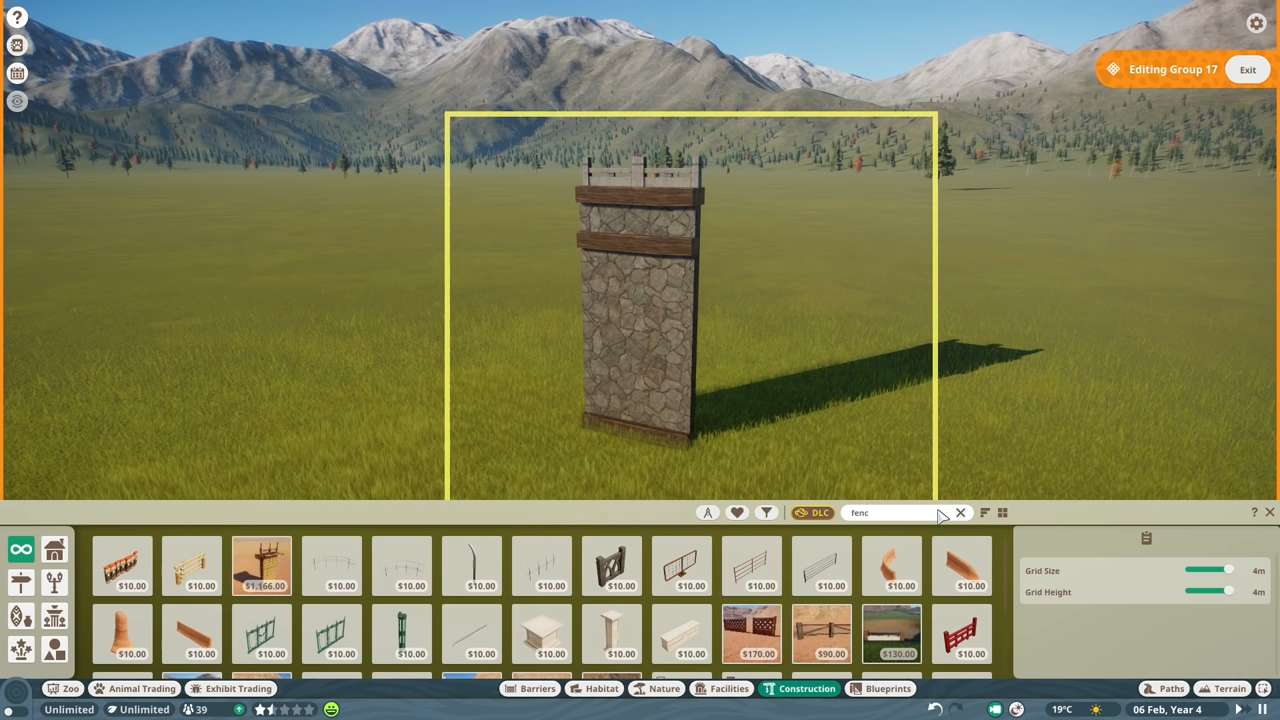 ?
Editing Group 17 Exit
DLC fenc
?
$10.00 $10.00 $1,166.00 $10.00 $10.00 $10.00 $10.00 $10.00 $10.00 $10.00 $10.00 $10.00 $10.00
Grid Size 4m
Grid Height 4m
$10.00 $10.00 $10.00 $10.00 $10.00 $10.00 $10.00 $10.00 $10.00 $170.00 $90.00 $130.00 $10.00
Zoo Animal Trading Exhibit Trading Barriers Habitat Nature Facilities Construction Blueprints Paths Terrain
Unlimited Unlimited 39 19°C 06 Feb, Year 4